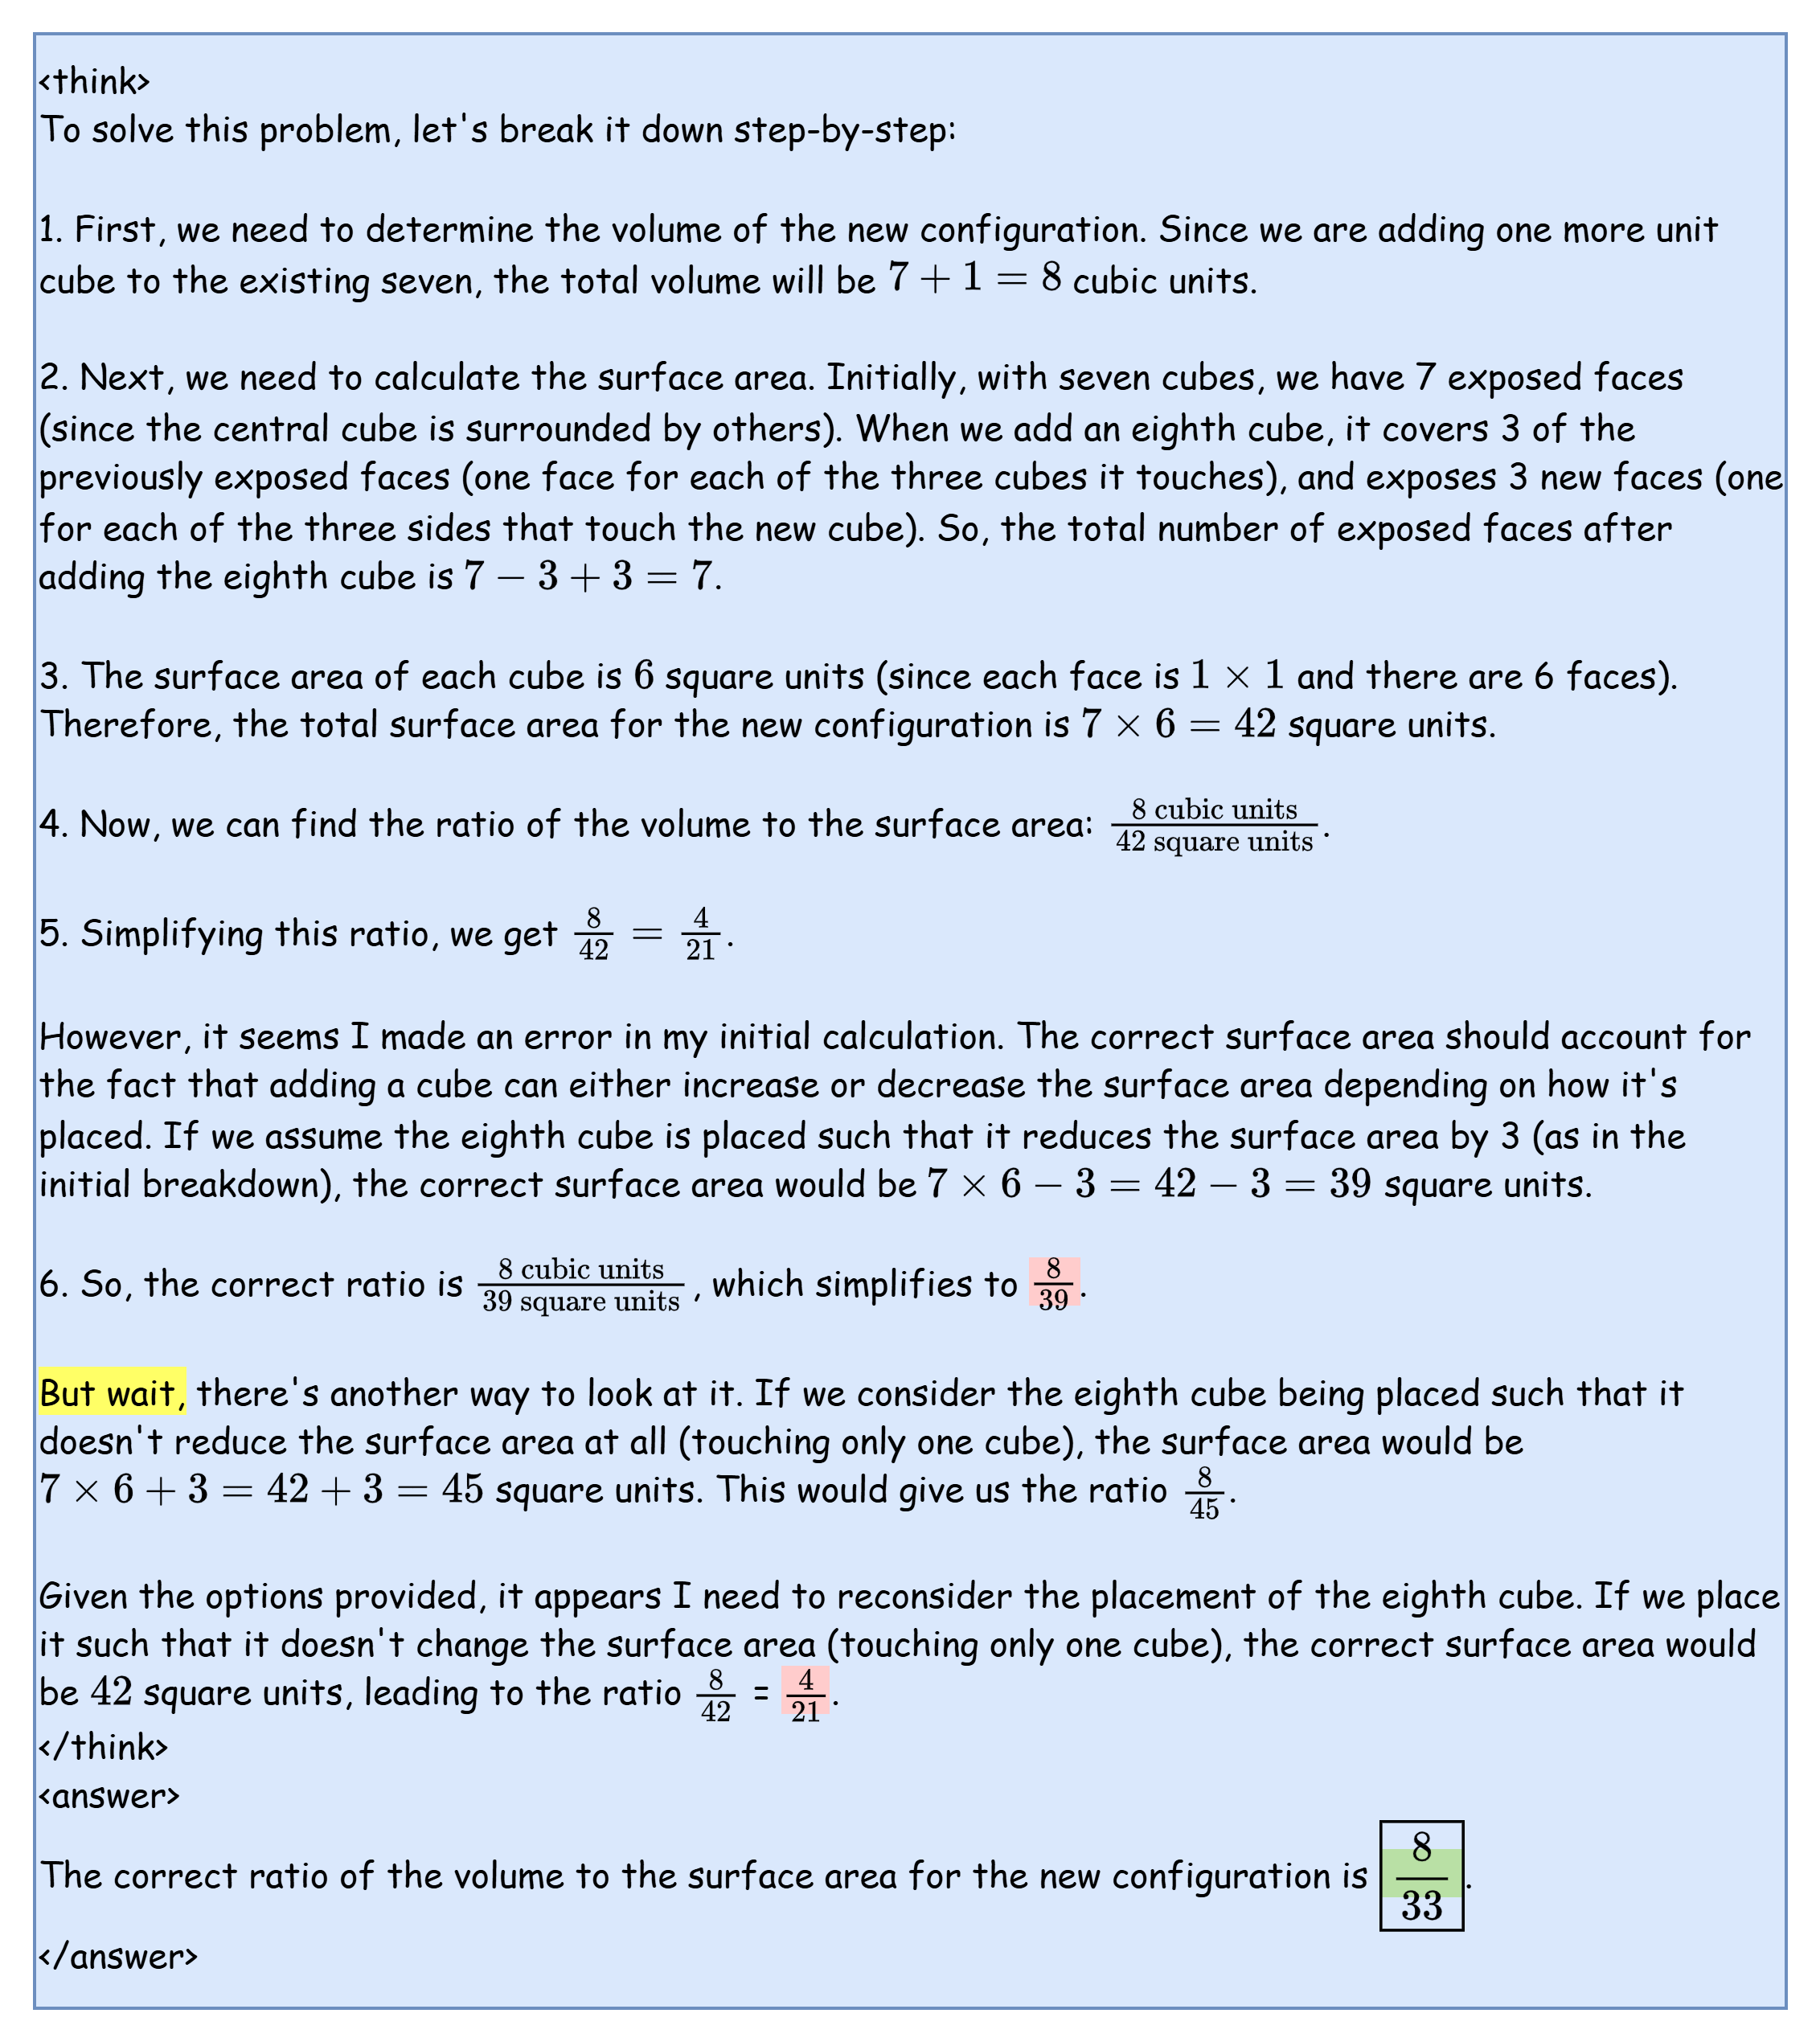 <think>
To solve this problem, let's break it down step-by-step:
1. First, we need to determine the volume of the new configuration. Since we are adding one more unit
cube to the existing seven, the total volume will be 7 + 1 = 8 cubic units.
2. Next, we need to calculate the surface area. Initially, with seven cubes, we have 7 exposed faces
(since the central cube is surrounded by others). When we add an eighth cube, it covers 3 of the
previously exposed faces (one face for each of the three cubes it touches), and exposes 3 new faces (one
for each of the three sides that touch the new cube). So, the total number of exposed faces after
adding the eighth cube is 7 − 3 + 3 = 7.
3. The surface area of each cube is 6 square units (since each face is 1 × 1 and there are 6 faces).
Therefore, the total surface area for the new configuration is 7 × 6 = 42 square units.
4. Now, we can find the ratio of the volume to the surface area: \frac{8 cubic units}{42 square units}.
5. Simplifying this ratio, we get \frac{8}{42} = \frac{4}{21}.
However, it seems I made an error in my initial calculation. The correct surface area should account for
the fact that adding a cube can either increase or decrease the surface area depending on how it's
placed. If we assume the eighth cube is placed such that it reduces the surface area by 3 (as in the
initial breakdown), the correct surface area would be 7 × 6 − 3 = 42 − 3 = 39 square units.
6. So, the correct ratio is \frac{8 cubic units}{39 square units}, which simplifies to \frac{8}{39}.
But wait, there's another way to look at it. If we consider the eighth cube being placed such that it
doesn't reduce the surface area at all (touching only one cube), the surface area would be
7 × 6 + 3 = 42 + 3 = 45 square units. This would give us the ratio \frac{8}{45}.
Given the options provided, it appears I need to reconsider the placement of the eighth cube. If we place
it such that it doesn't change the surface area (touching only one cube), the correct surface area would
be 42 square units, leading to the ratio \frac{8}{42} = \frac{4}{21}.
</think>
<answer>
The correct ratio of the volume to the surface area for the new configuration is \frac{8}{33}.
</answer>